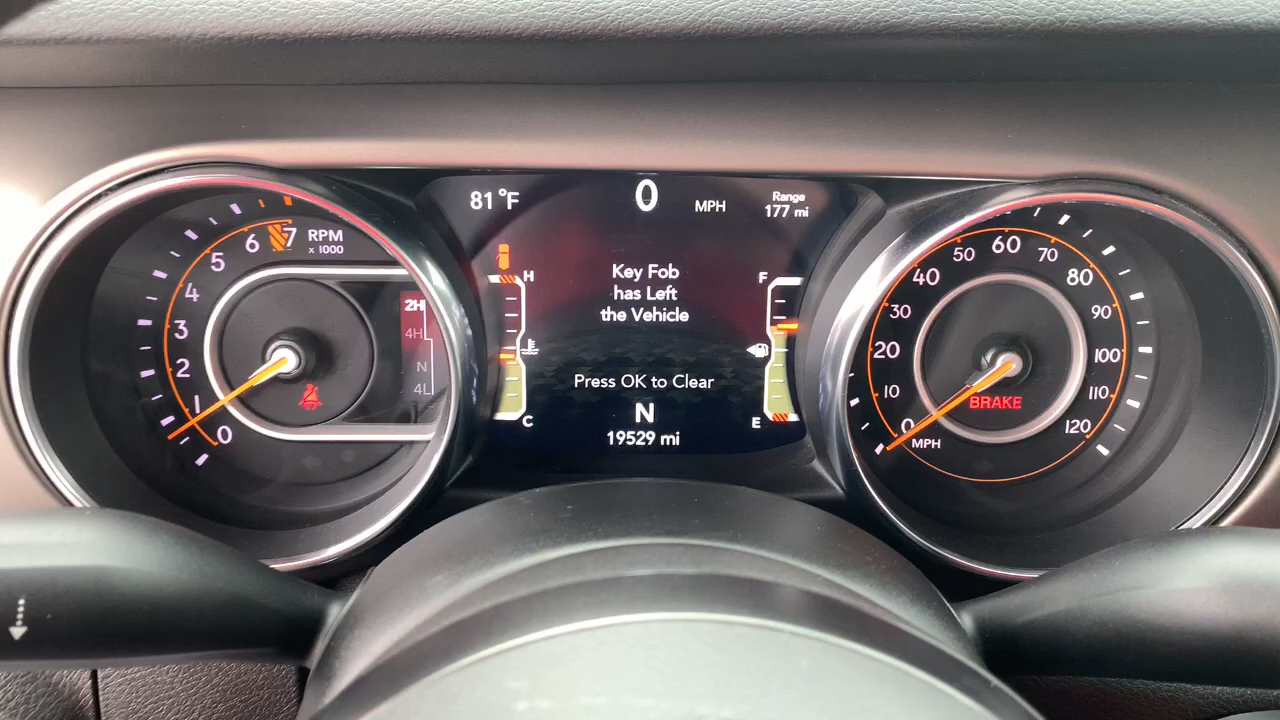 81°F
0 MPH
Range
177 mi
Key Fob
has Left
the Vehicle
Press OK to Clear
N
19529 mi
H
C
F
E
0
1
2
3
4
5
6
7
RPM
x 1000
2H
4H
N
4L
0
10
20
30
40
50
60
70
80
90
100
110
120
MPH
BRAKE